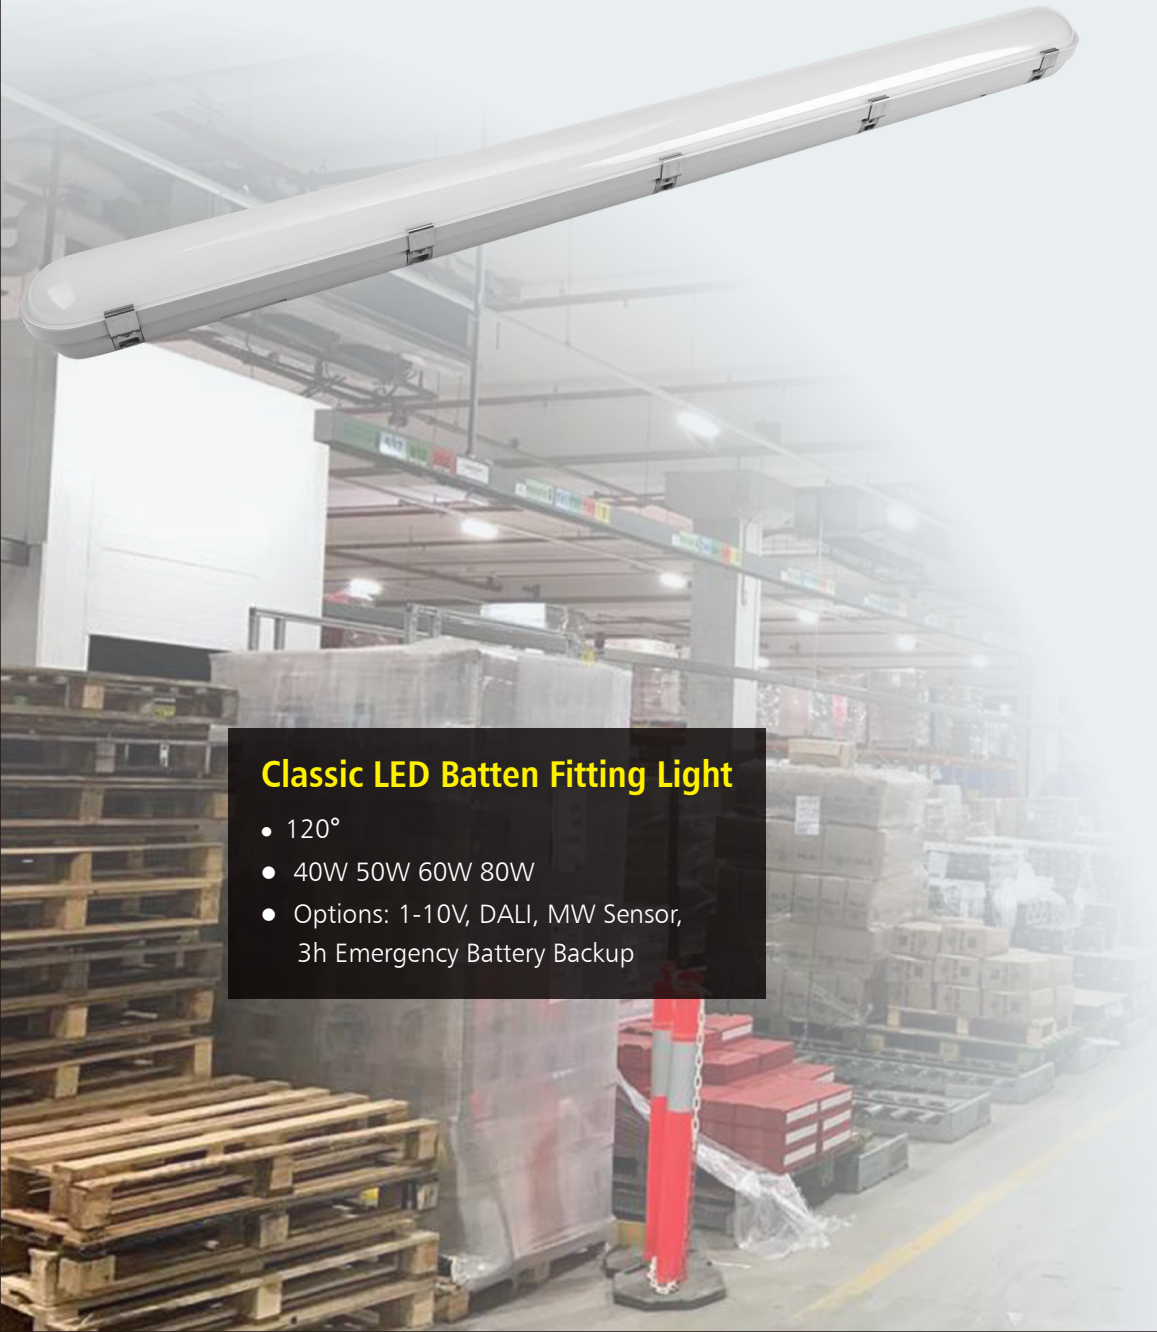 Classic LED Batten Fitting Light
● 120°
● 40W 50W 60W 80W
● Options: 1-10V, DALI, MW Sensor,
3h Emergency Battery Backup